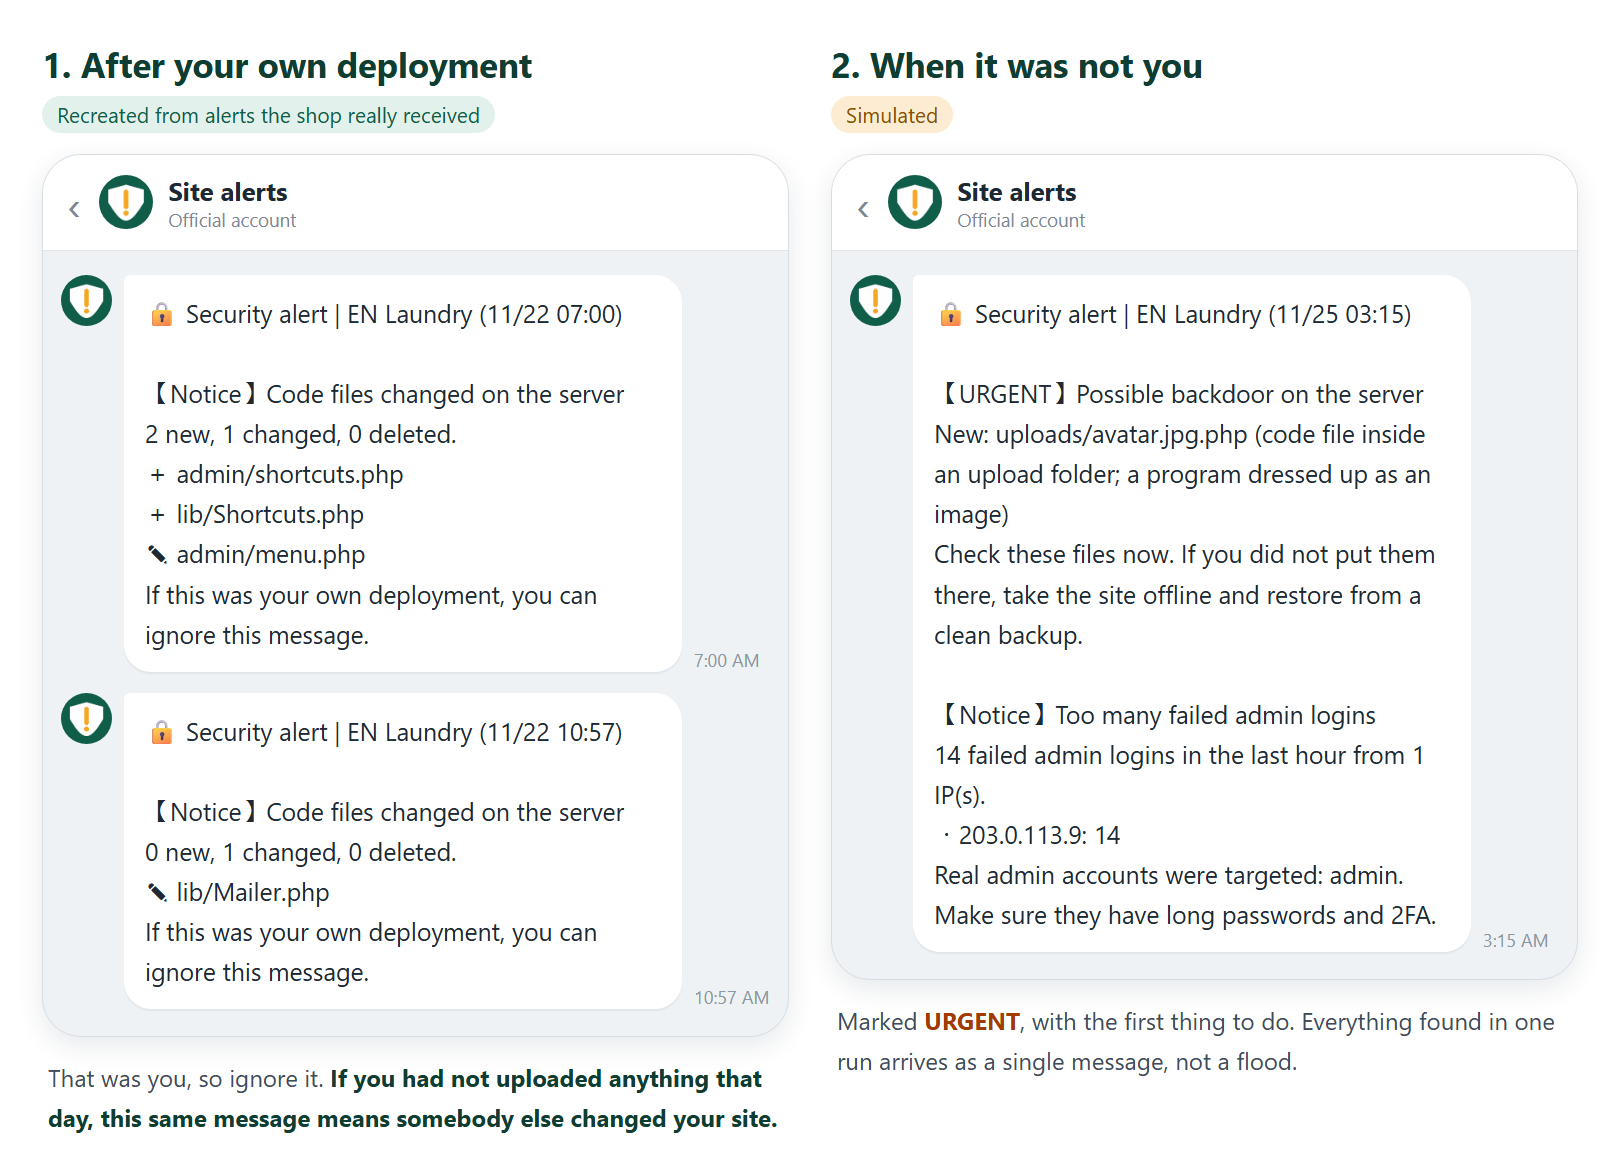 1. After your own deployment
Recreated from alerts the shop really received
Site alerts
Official account
🔒 Security alert | EN Laundry (11/22 07:00)
【Notice】Code files changed on the server
2 new, 1 changed, 0 deleted.
+ admin/shortcuts.php
+ lib/Shortcuts.php
✎ admin/menu.php
If this was your own deployment, you can
ignore this message.
7:00 AM
🔒 Security alert | EN Laundry (11/22 10:57)
【Notice】Code files changed on the server
0 new, 1 changed, 0 deleted.
✎ lib/Mailer.php
If this was your own deployment, you can
ignore this message.
10:57 AM
That was you, so ignore it. If you had not uploaded anything that
day, this same message means somebody else changed your site.
2. When it was not you
Simulated
Site alerts
Official account
🔒 Security alert | EN Laundry (11/25 03:15)
【URGENT】Possible backdoor on the server
New: uploads/avatar.jpg.php (code file inside
an upload folder; a program dressed up as an
image)
Check these files now. If you did not put them
there, take the site offline and restore from a
clean backup.
【Notice】Too many failed admin logins
14 failed admin logins in the last hour from 1
IP(s).
・203.0.113.9: 14
Real admin accounts were targeted: admin.
Make sure they have long passwords and 2FA.
3:15 AM
Marked URGENT, with the first thing to do. Everything found in one
run arrives as a single message, not a flood.